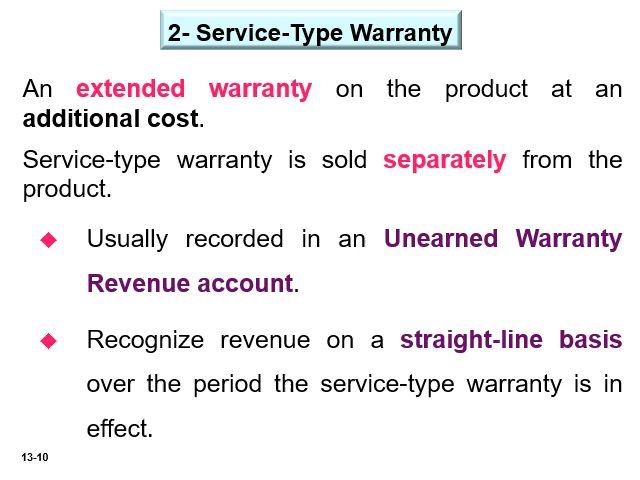 2- Service-Type Warranty
An extended warranty on the product at an
additional cost.
Service-type warranty is sold separately from the
product.
Usually recorded in an Unearned Warranty
Revenue account.
Recognize revenue on a straight-line basis
over the period the service-type warranty is in
effect.
13-10